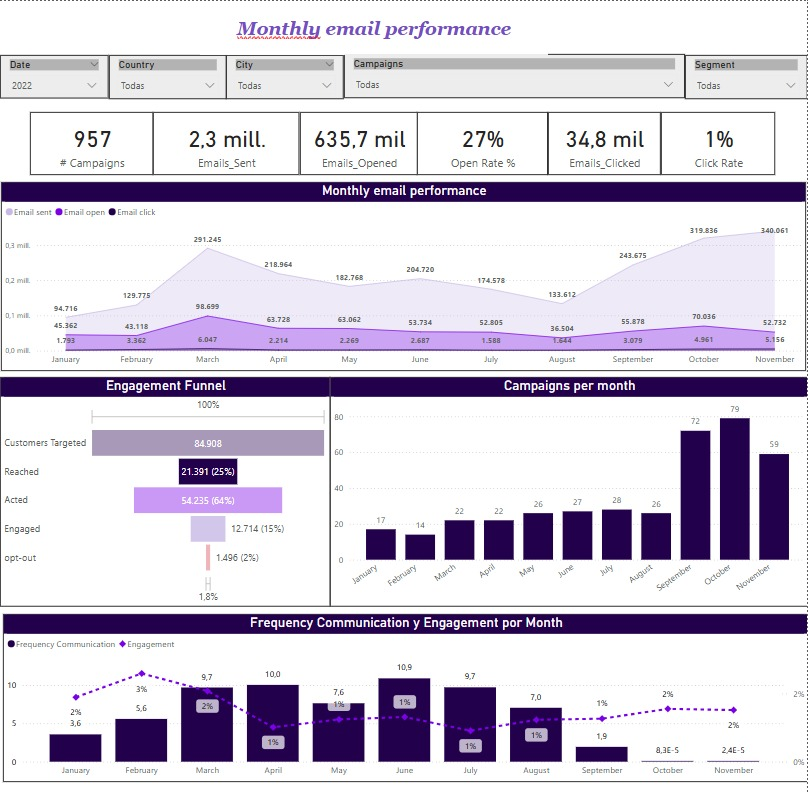 Monthly email performance
Date
Country
City
Campaigns
Segment
2022
Todas
Todas
Todas
Todas
957
2,3 mill.
635,7 mil
27%
34,8 mil
1%
# Campaigns
Emails_Sent
Emails_Opened
Open Rate %
Emails_Clicked
Click Rate
Monthly email performance
Email sent Email open Email click
0,3 mill.
0,2 mill.
0,1 mill.
0,0 mill.
94.716 129.775 291.245 218.964 182.768 204.720 174.578 133.612 243.675 319.836 340.061
45.362 43.118 98.699 63.728 63.062 53.734 52.805 36.504 55.878 70.036 52.732
1.793 3.362 6.047 2.214 2.269 2.687 1.588 1.644 3.079 4.961 5.156
January February March April May June July August September October November
Engagement Funnel
100%
Customers Targeted 84.908
Reached 21.391 (25%)
Acted 54.235 (64%)
Engaged 12.714 (15%)
opt-out 1.496 (2%)
1,8%
Campaigns per month
80
60
40
20
0
17 14 22 22 26 27 28 26 72 79 59
January February March April May June July August September October November
Frequency Communication y Engagement por Month
Frequency Communication Engagement
10
5
0
3,6 5,6 9,7 10,0 7,6 10,9 9,7 7,0 1,9 8,3E-5 2,4E-5
2% 3% 2% 1% 1% 1% 1% 1% 1% 2% 2%
2%
0%
January February March April May June July August September October November